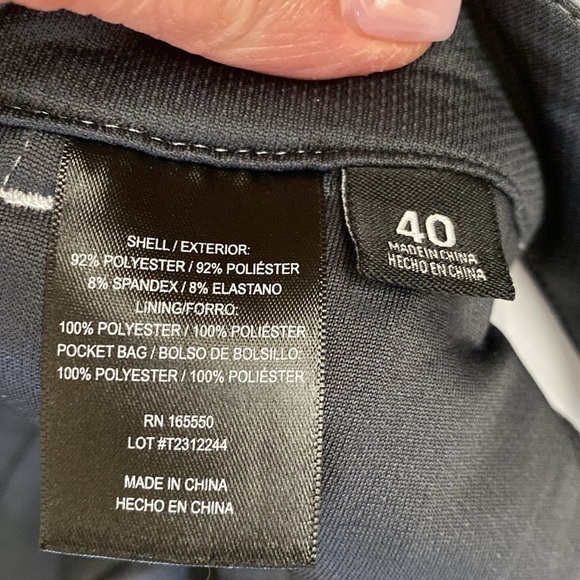 SHELL / EXTERIOR:
92% POLYESTER / 92% POLIÉSTER
8% SPANDEX / 8% ELASTANO
LINING/FORRO:
100% POLYESTER / 100% POLIÉSTER
POCKET BAG / BOLSO DE BOLSILLO:
100% POLYESTER / 100% POLIÉSTER
RN 165550
LOT #T2312244
MADE IN CHINA
HECHO EN CHINA
40
MADE IN CHINA
HECHO EN CHINA